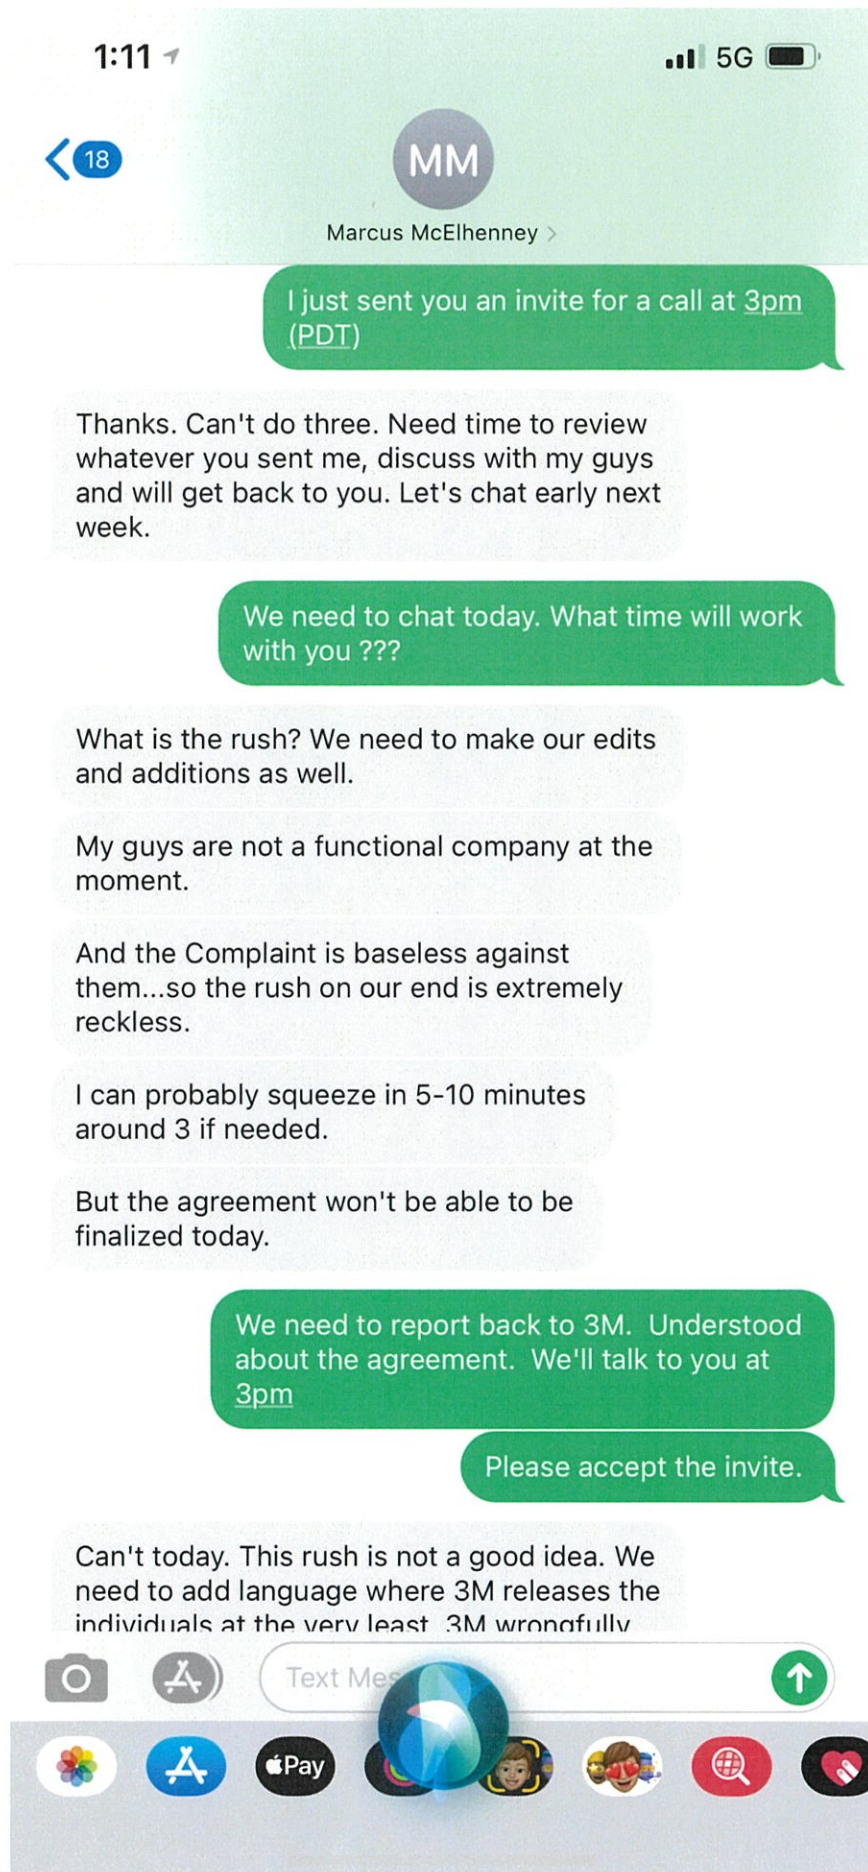 1:11
5G
18
MM
Marcus McElhenney >
I just sent you an invite for a call at 3pm
(PDT)
Thanks. Can't do three. Need time to review
whatever you sent me, discuss with my guys
and will get back to you. Let's chat early next
week.
We need to chat today. What time will work
with you ???
What is the rush? We need to make our edits
and additions as well.
My guys are not a functional company at the
moment.
And the Complaint is baseless against
them...so the rush on our end is extremely
reckless.
I can probably squeeze in 5-10 minutes
around 3 if needed.
But the agreement won't be able to be
finalized today.
We need to report back to 3M.  Understood
about the agreement.  We'll talk to you at
3pm
Please accept the invite.
Can't today. This rush is not a good idea. We
need to add language where 3M releases the
individuals at the very least. 3M wrongfully
Text Mes
Pay